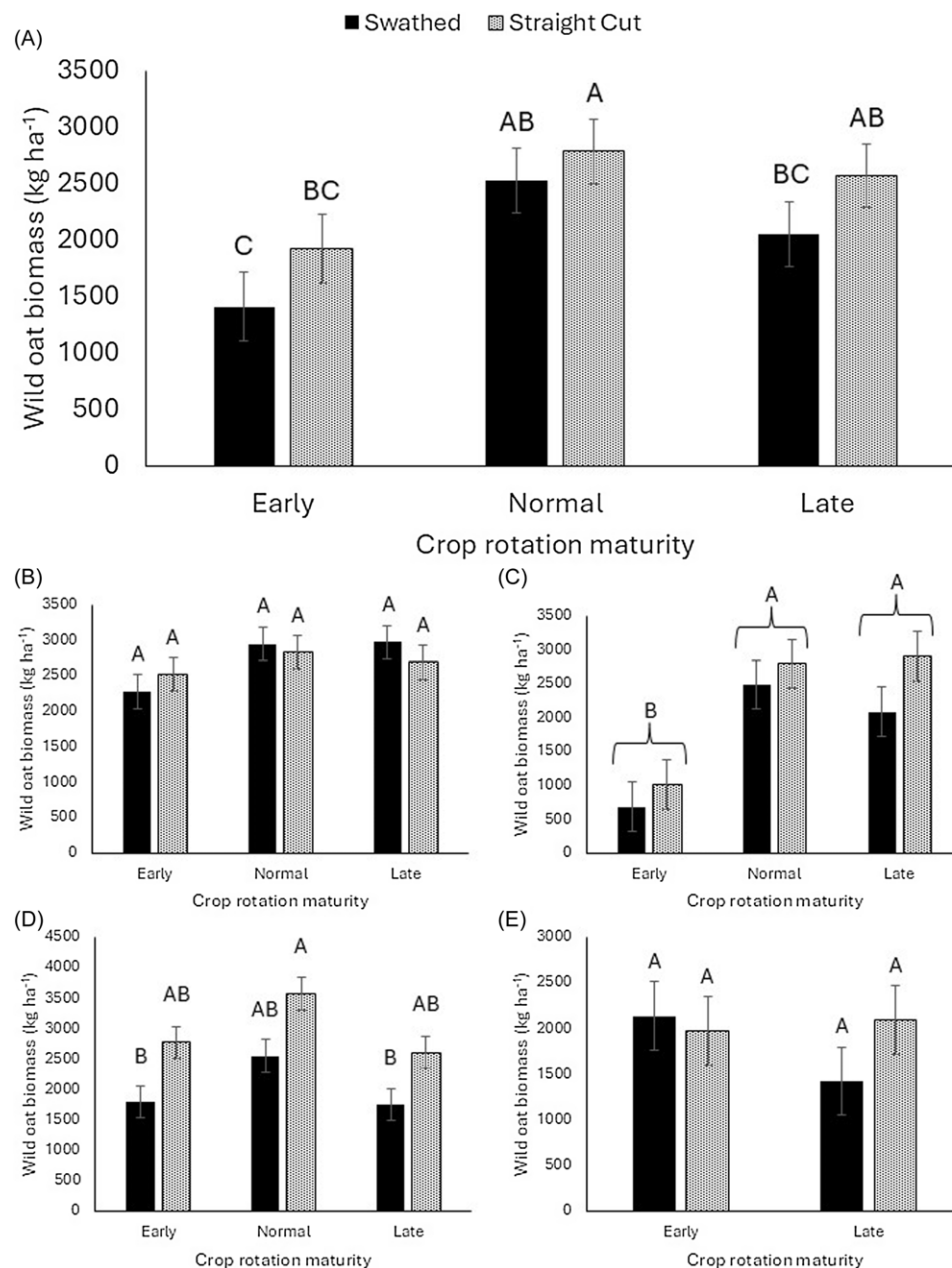 Swathed Straight Cut
(A)
Wild oat biomass (kg ha⁻¹)
3500
3000
2500
2000
1500
1000
500
0
C BC AB A BC AB
Early Normal Late
Crop rotation maturity
(B)
Wild oat biomass (kg ha⁻¹)
3500
3000
2500
2000
1500
1000
500
0
A A A A A A
Early Normal Late
Crop rotation maturity
(C)
Wild oat biomass (kg ha⁻¹)
3500
3000
2500
2000
1500
1000
500
0
B A A
Early Normal Late
Crop rotation maturity
(D)
Wild oat biomass (kg ha⁻¹)
4500
4000
3500
3000
2500
2000
1500
1000
500
0
B AB AB A B AB
Early Normal Late
Crop rotation maturity
(E)
Wild oat biomass (kg ha⁻¹)
3000
2500
2000
1500
1000
500
0
A A A A
Early Late
Crop rotation maturity